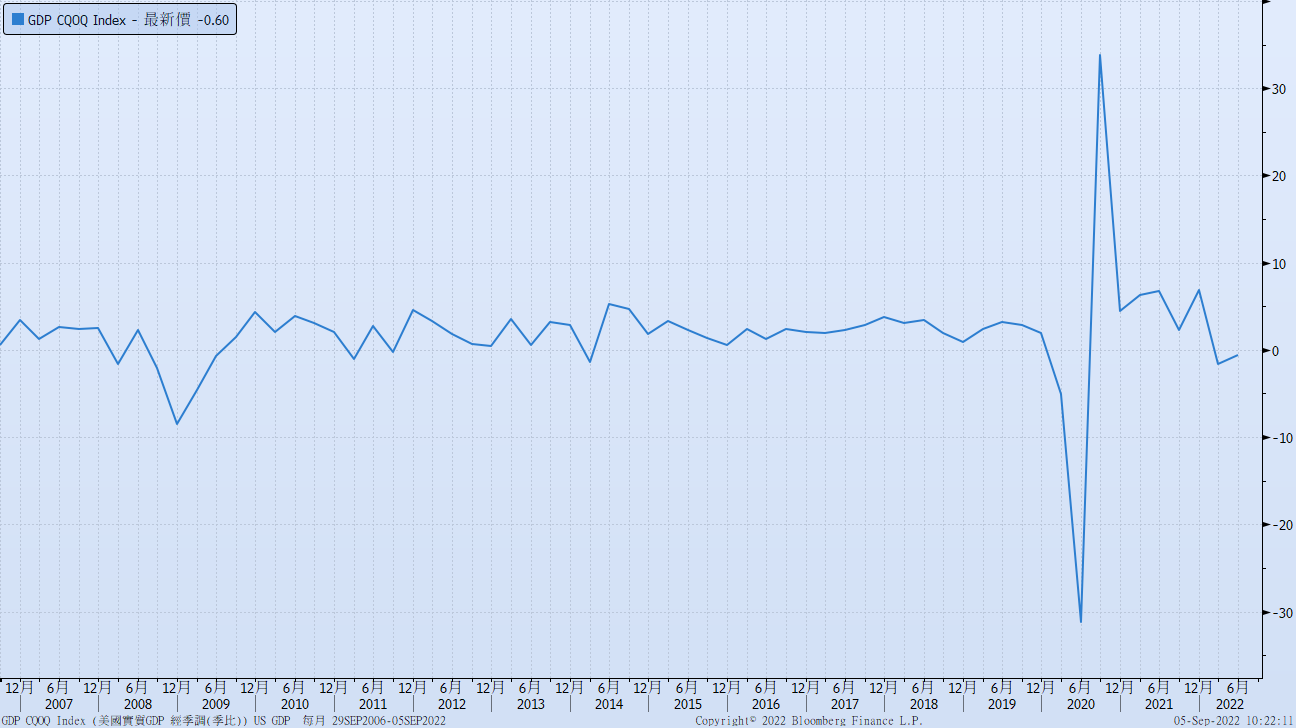 GDP CQOQ Index - 最新價 -0.60
30
20
10
0
-10
-20
-30
12月 6月 12月 6月 12月 6月 12月 6月 12月 6月 12月 6月 12月 6月 12月 6月 12月 6月 12月 6月 12月 6月 12月 6月 12月 6月 12月 6月 12月 6月 12月 6月
2007 2008 2009 2010 2011 2012 2013 2014 2015 2016 2017 2018 2019 2020 2021 2022
GDP CQOQ Index (美國實質GDP 經季調(季比)) US GDP 每月 29SEP2006-05SEP2022 Copyright© 2022 Bloomberg Finance L.P. 05-Sep-2022 10:22:11